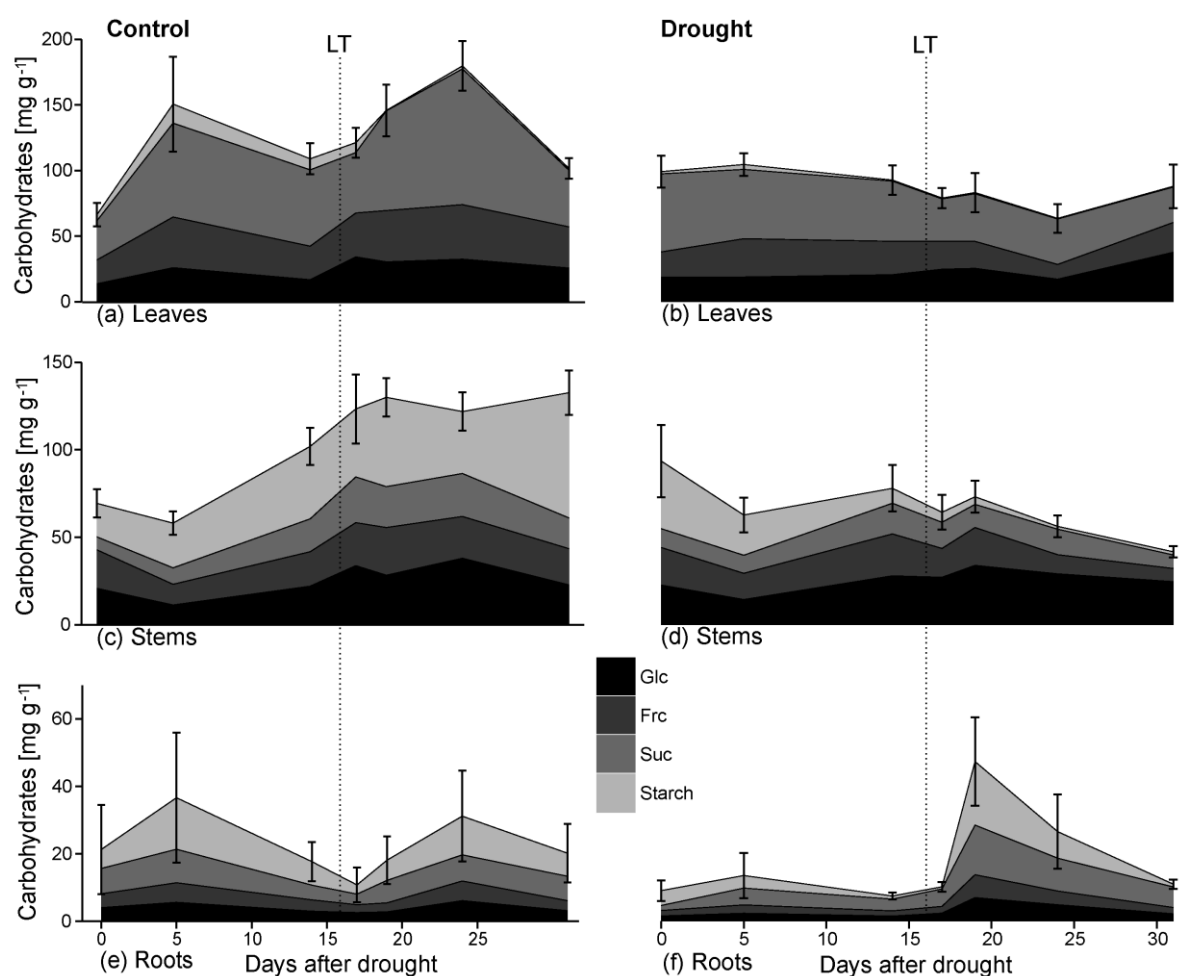 Control
Drought
LT
LT
Carbohydrates [mg g⁻¹]
200
150
100
50
0
(a) Leaves
(b) Leaves
Carbohydrates [mg g⁻¹]
150
100
50
0
(c) Stems
(d) Stems
Glc
Frc
Suc
Starch
Carbohydrates [mg g⁻¹]
60
40
20
0
0 5 10 15 20 25
0 5 10 15 20 25 30
(e) Roots
Days after drought
(f) Roots
Days after drought